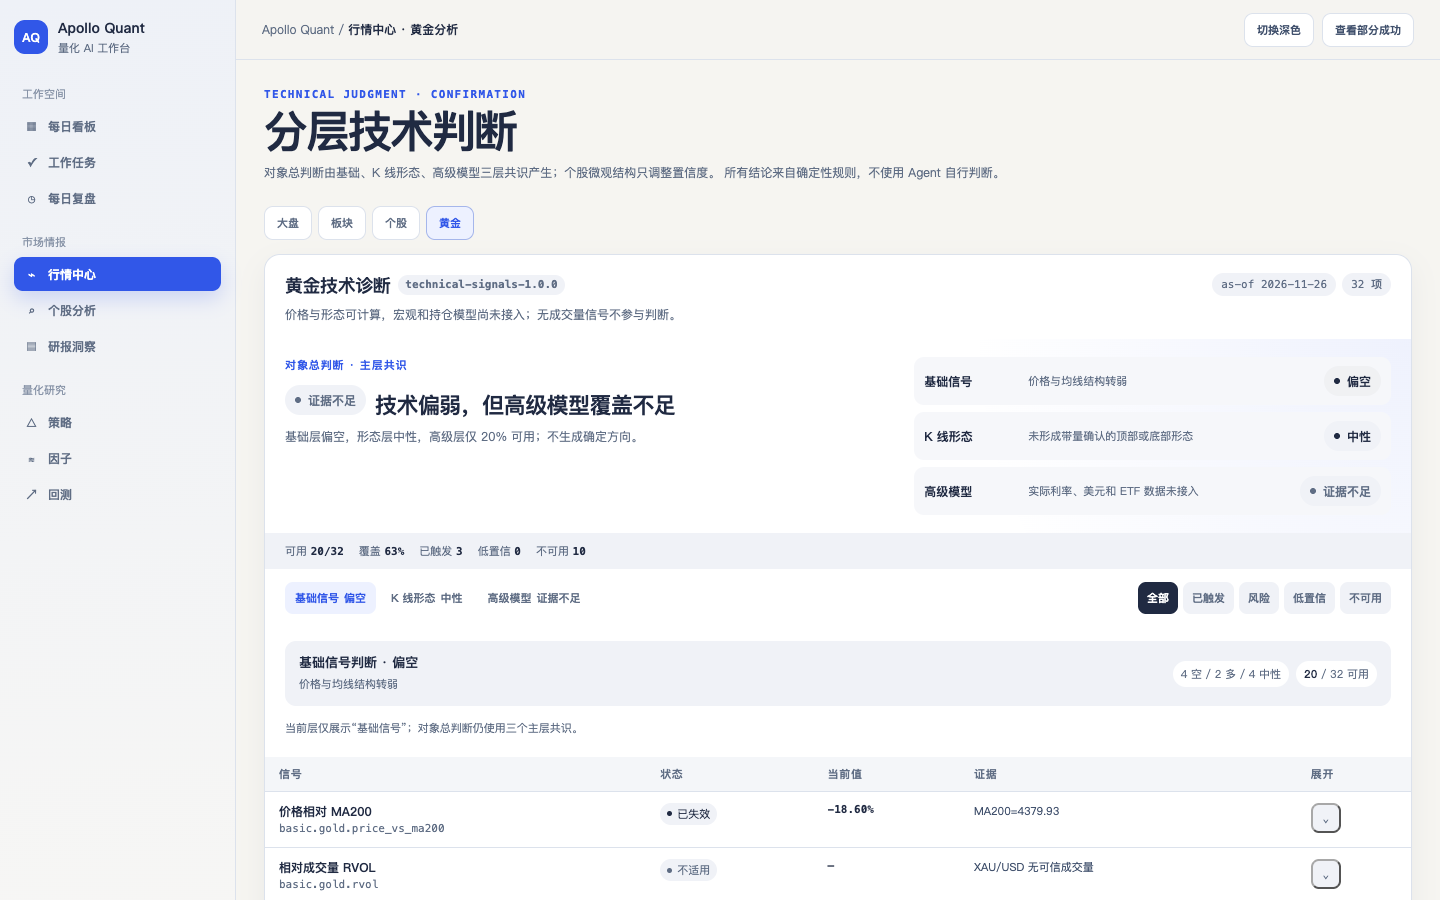 AQ
Apollo Quant
量化 AI 工作台
Apollo Quant / 行情中心 · 黄金分析
切换深色
查看部分成功
工作空间
每日看板
工作任务
每日复盘
市场情报
行情中心
个股分析
研报洞察
量化研究
策略
因子
回测
TECHNICAL JUDGMENT · CONFIRMATION
分层技术判断
对象总判断由基础、K 线形态、高级模型三层共识产生；个股微观结构只调整置信度。 所有结论来自确定性规则，不使用 Agent 自行判断。
大盘
板块
个股
黄金
黄金技术诊断 technical-signals-1.0.0
as-of 2026-11-26
32 项
价格与形态可计算，宏观和持仓模型尚未接入；无成交量信号不参与判断。
对象总判断 · 主层共识
证据不足 技术偏弱，但高级模型覆盖不足
基础层偏空，形态层中性，高级层仅 20% 可用；不生成确定方向。
基础信号 价格与均线结构转弱 偏空
K 线形态 未形成带量确认的顶部或底部形态 中性
高级模型 实际利率、美元和 ETF 数据未接入 证据不足
可用 20/32 覆盖 63% 已触发 3 低置信 0 不可用 10
基础信号 偏空
K 线形态 中性
高级模型 证据不足
全部
已触发
风险
低置信
不可用
基础信号判断 · 偏空
价格与均线结构转弱
4 空 / 2 多 / 4 中性
20 / 32 可用
当前层仅展示“基础信号”；对象总判断仍使用三个主层共识。
信号 状态 当前值 证据 展开
价格相对 MA200 已失效 −18.60% MA200=4379.93
basic.gold.price_vs_ma200
相对成交量 RVOL 不适用 — XAU/USD 无可信成交量
basic.gold.rvol